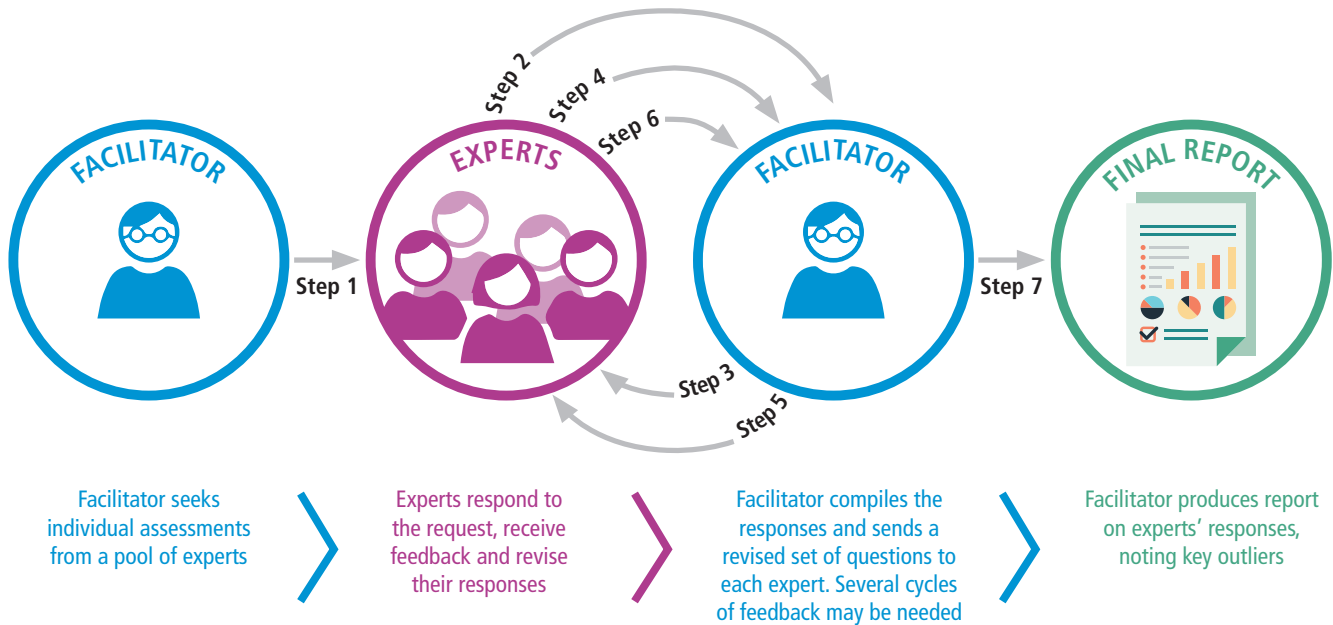 Step 2
Step 4
Step 6
FACILITATOR
EXPERTS
FACILITATOR
FINAL REPORT
Step 1
Step 7
Step 3
Step 5
Facilitator seeks
individual assessments
from a pool of experts
Experts respond to
the request, receive
feedback and revise
their responses
Facilitator compiles the
responses and sends a
revised set of questions to
each expert. Several cycles
of feedback may be needed
Facilitator produces report
on experts’ responses,
noting key outliers